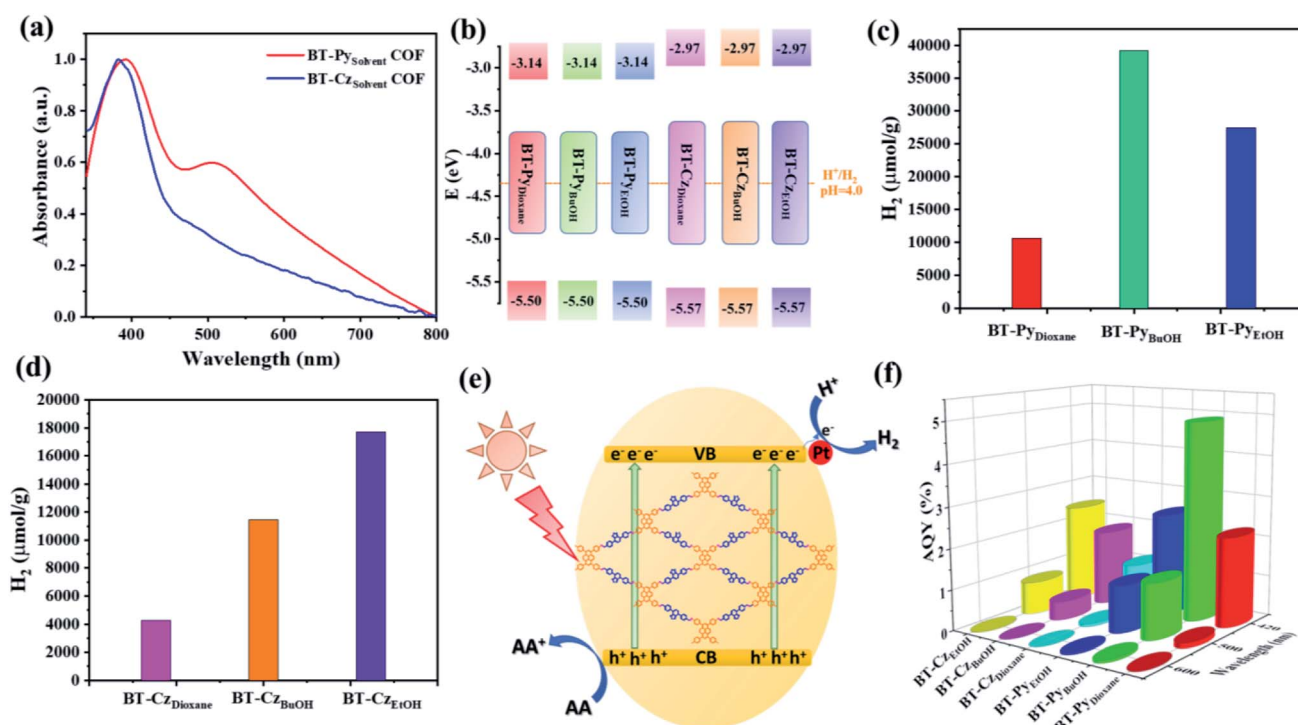 (a)
BT-PySolvent COF
BT-CzSolvent COF
Absorbance (a.u.)
1.0
0.8
0.6
0.4
0.2
0.0
400 500 600 700 800
Wavelength (nm)
(b)
E (eV)
-3.0
-3.5
-4.0
-4.5
-5.0
-5.5
-3.14 -3.14 -3.14 -2.97 -2.97 -2.97
BT-PyDioxane
BT-PyBuOH
BT-PyEtOH
BT-CzDioxane
BT-CzBuOH
BT-CzEtOH
H+/H2
pH=4.0
-5.50 -5.50 -5.50 -5.57 -5.57 -5.57
(c)
H2 (μmol/g)
40000
35000
30000
25000
20000
15000
10000
5000
0
BT-PyDioxane BT-PyBuOH BT-PyEtOH
(d)
H2 (μmol/g)
20000
18000
16000
14000
12000
10000
8000
6000
4000
2000
0
BT-CzDioxane BT-CzBuOH BT-CzEtOH
(e)
H+
e-
H2
Pt
e- e- e- VB e- e- e-
AA+
h+ h+ h+ CB h+ h+ h+
AA
(f)
AQY (%)
5
4
3
2
1
0
BT-CzEtOH
BT-CzBuOH
BT-CzDioxane
BT-PyEtOH
BT-PyBuOH
BT-PyDioxane
420
500
600
Wavelength (nm)